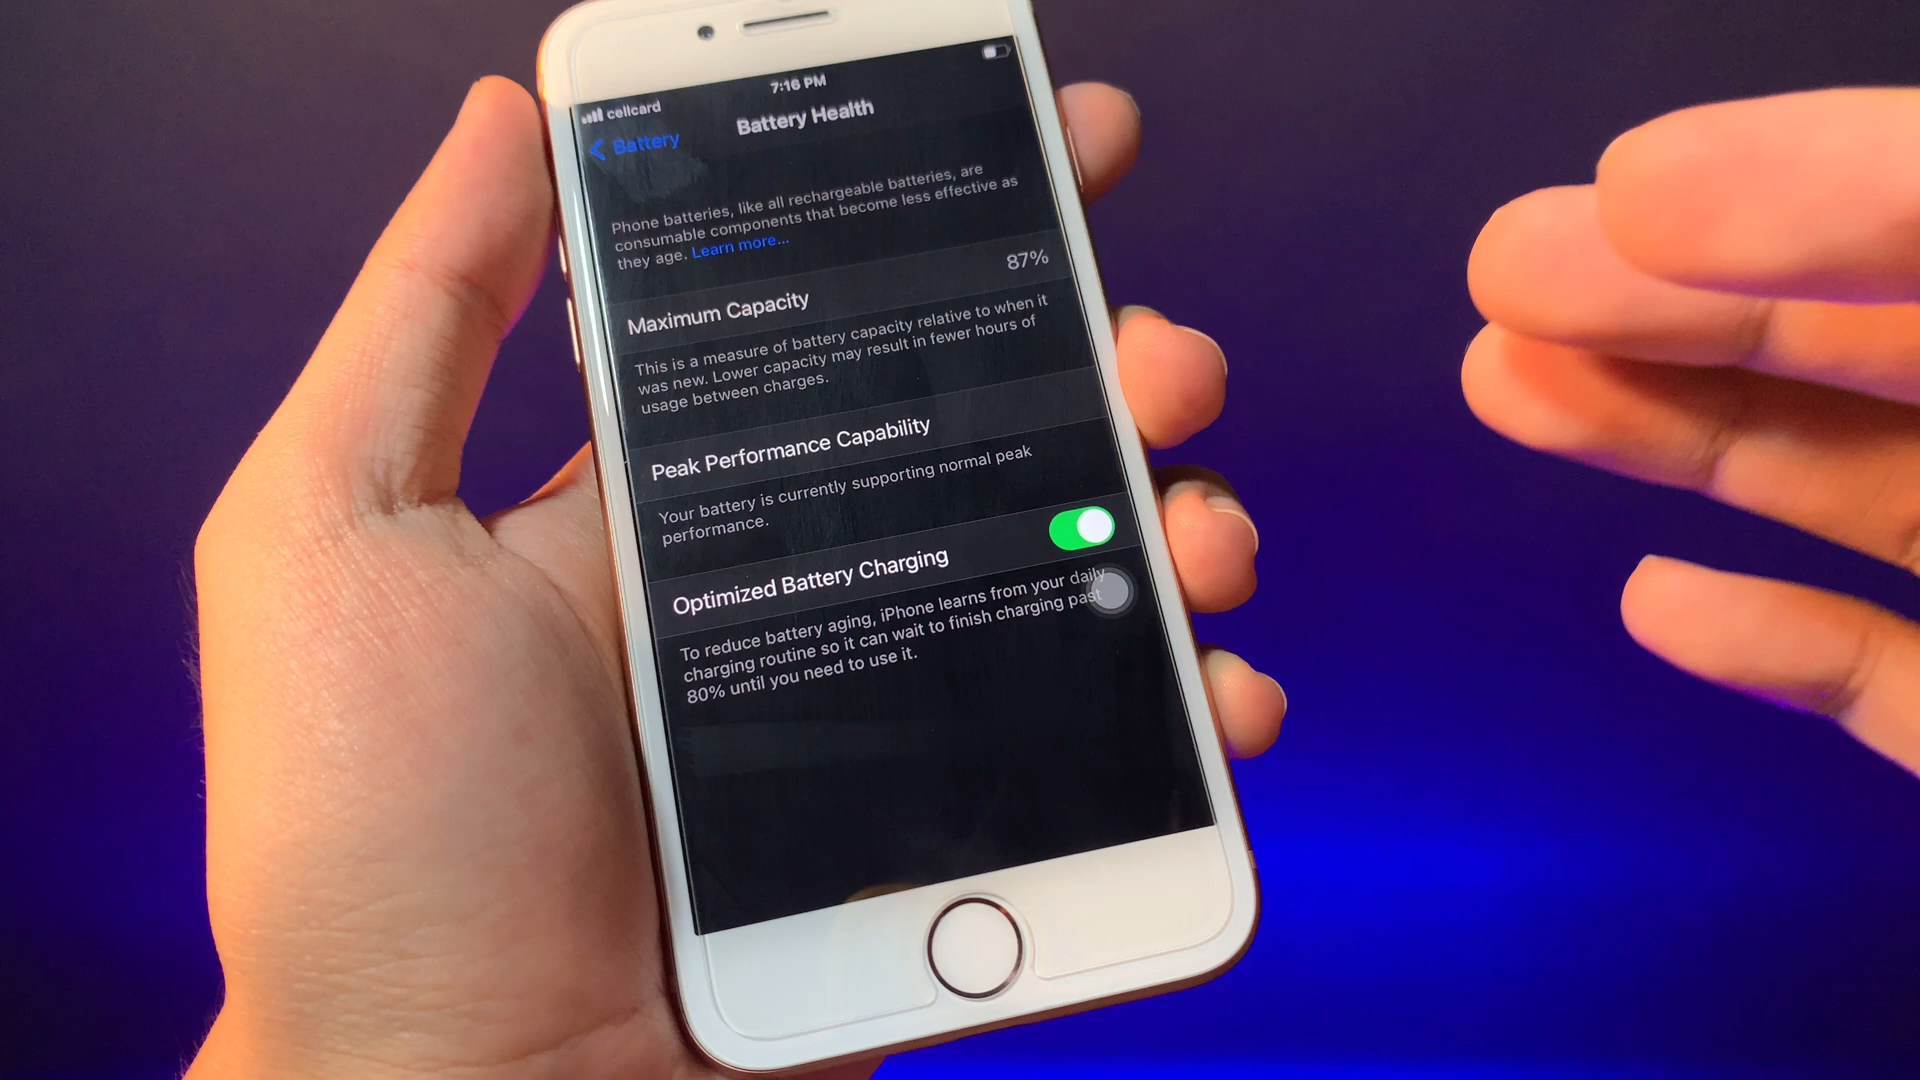 7:16 PM
cellcard
Battery
Battery Health
Phone batteries, like all rechargeable batteries, are
consumable components that become less effective as
they age. Learn more...
Maximum Capacity 87%
This is a measure of battery capacity relative to when it
was new. Lower capacity may result in fewer hours of
usage between charges.
Peak Performance Capability
Your battery is currently supporting normal peak
performance.
Optimized Battery Charging
To reduce battery aging, iPhone learns from your daily
charging routine so it can wait to finish charging past
80% until you need to use it.